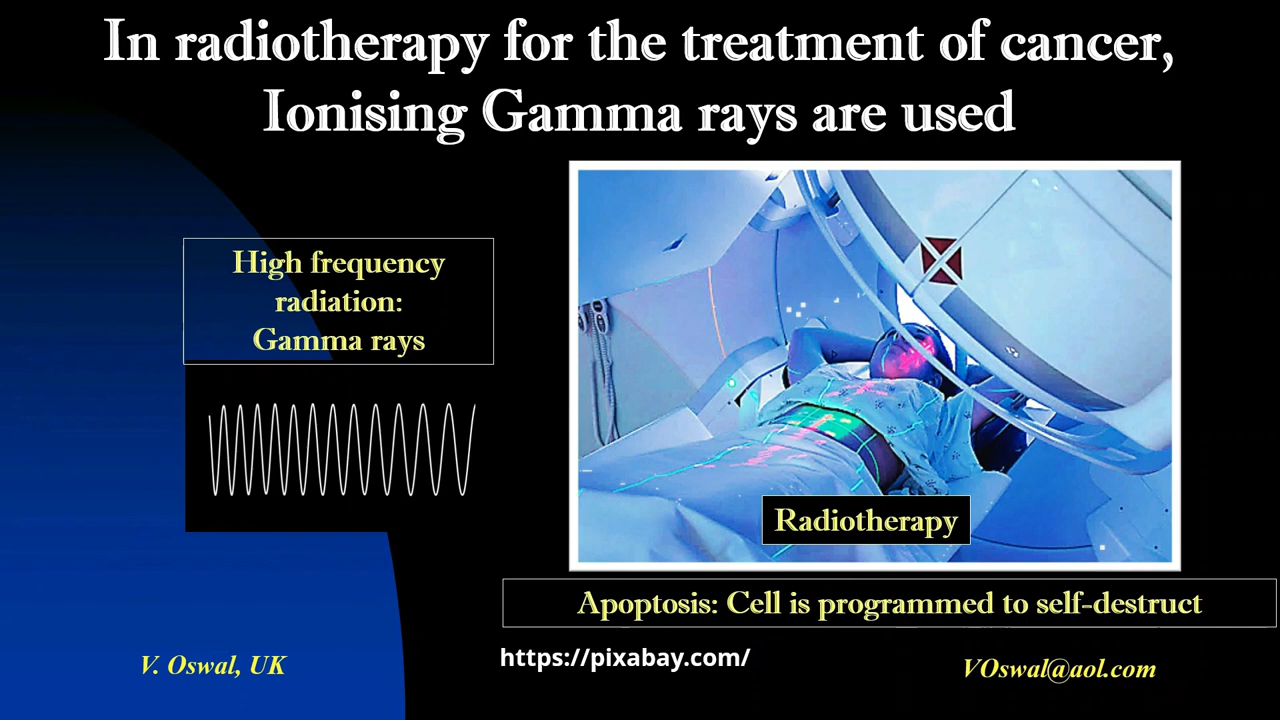 In radiotherapy for the treatment of cancer,
Ionising Gamma rays are used
High frequency
radiation:
Gamma rays
Radiotherapy
Apoptosis: Cell is programmed to self-destruct
V. Oswal, UK
https://pixabay.com/
VOswal@aol.com